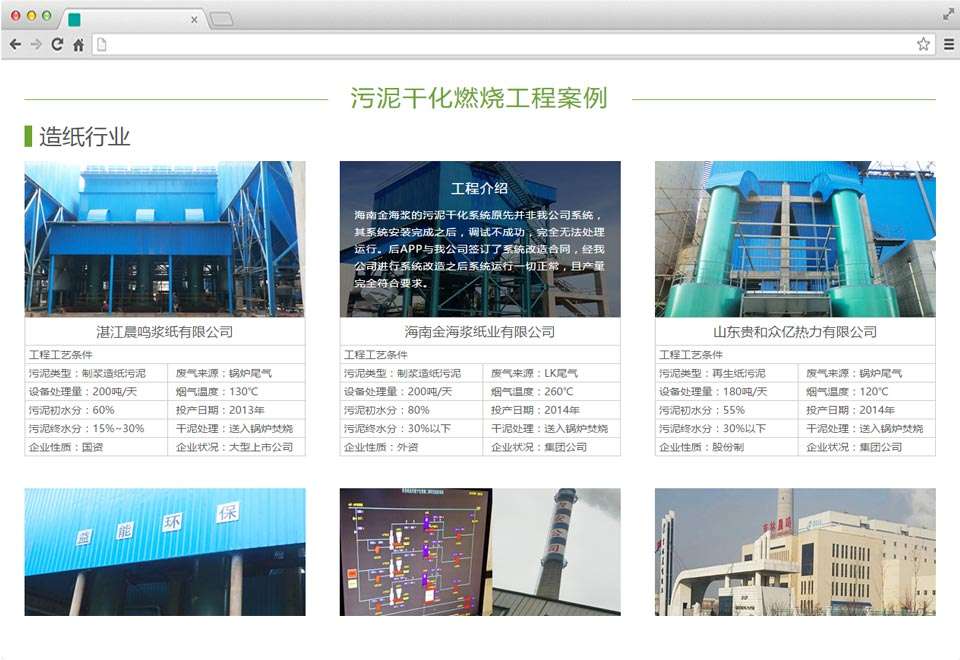 污泥干化燃烧工程案例
造纸行业
工程介绍
海南金海浆的污泥干化系统原先并非我公司系统，
其系统安装完成之后，调试不成功，完全无法处理
运行。后APP与我公司签订了系统改造合同，经我
公司进行系统改造之后系统运行一切正常，且产量
完全符合要求。
湛江晨鸣浆纸有限公司
工程工艺条件
污泥类型：制浆造纸污泥 废气来源：锅炉尾气
设备处理量：200吨/天 烟气温度：130℃
污泥初水分：60% 投产日期：2013年
污泥终水分：15%~30% 干泥处理：送入锅炉焚烧
企业性质：国资 企业状况：大型上市公司
海南金海浆纸业有限公司
工程工艺条件
污泥类型：制浆造纸污泥 废气来源：LK尾气
设备处理量：200吨/天 烟气温度：260℃
污泥初水分：80% 投产日期：2014年
污泥终水分：30%以下 干泥处理：送入锅炉焚烧
企业性质：外资 企业状况：集团公司
山东贵和众亿热力有限公司
工程工艺条件
污泥类型：再生纸污泥 废气来源：锅炉尾气
设备处理量：180吨/天 烟气温度：120℃
污泥初水分：55% 投产日期：2014年
污泥终水分：30%以下 干泥处理：送入锅炉焚烧
企业性质：股份制 企业状况：集团公司
益能环保